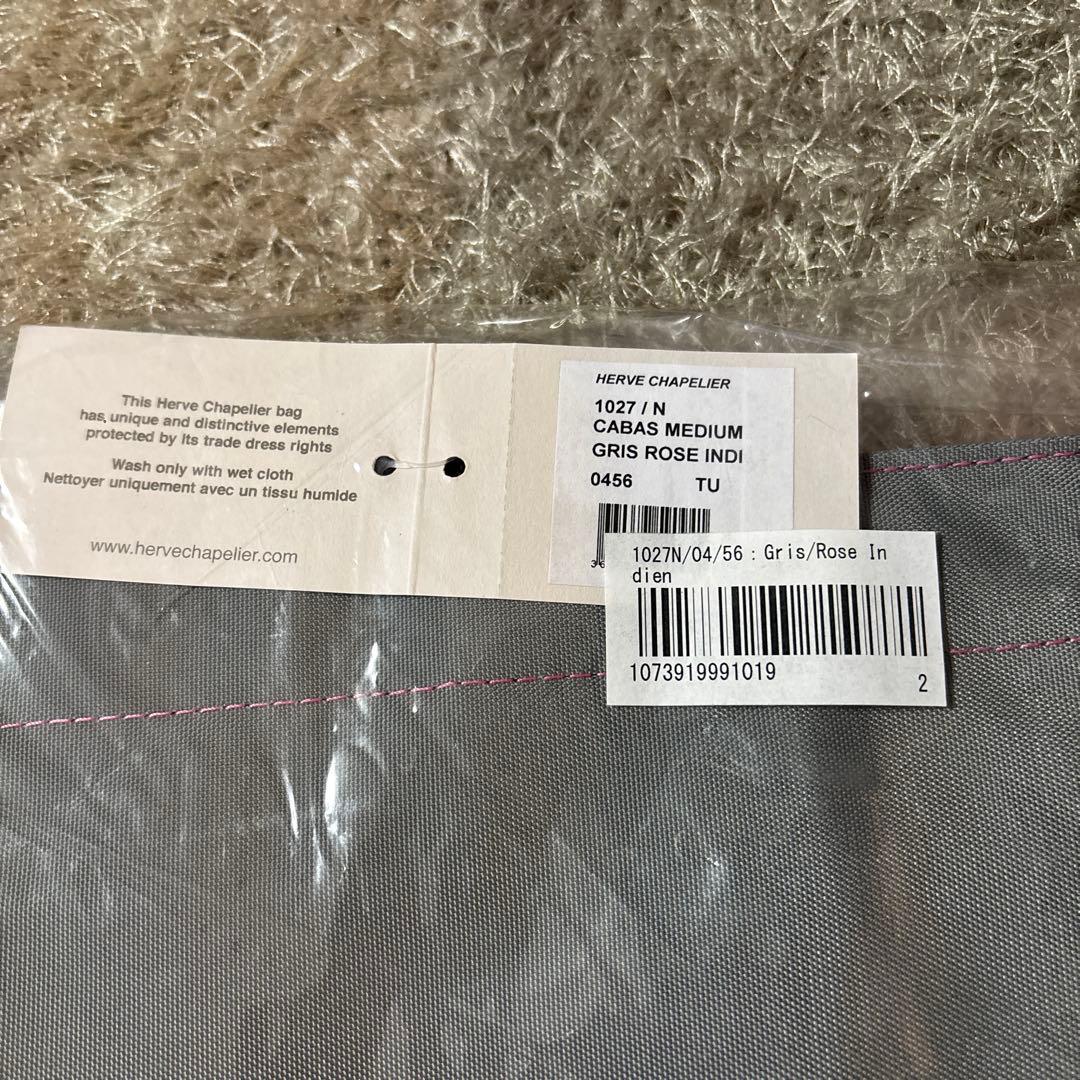 This Herve Chapelier bag
has unique and distinctive elements
protected by Its trade dress rights
Wash only with wet cloth
Nettoyer uniquement avec un tissu humide
www.hervechapelier.com
HERVE CHAPELIER
1027 / N
CABAS MEDIUM
GRIS ROSE INDI
0456 TU
1027N/04/56 : Gris/Rose In
dien
1073919991019
2